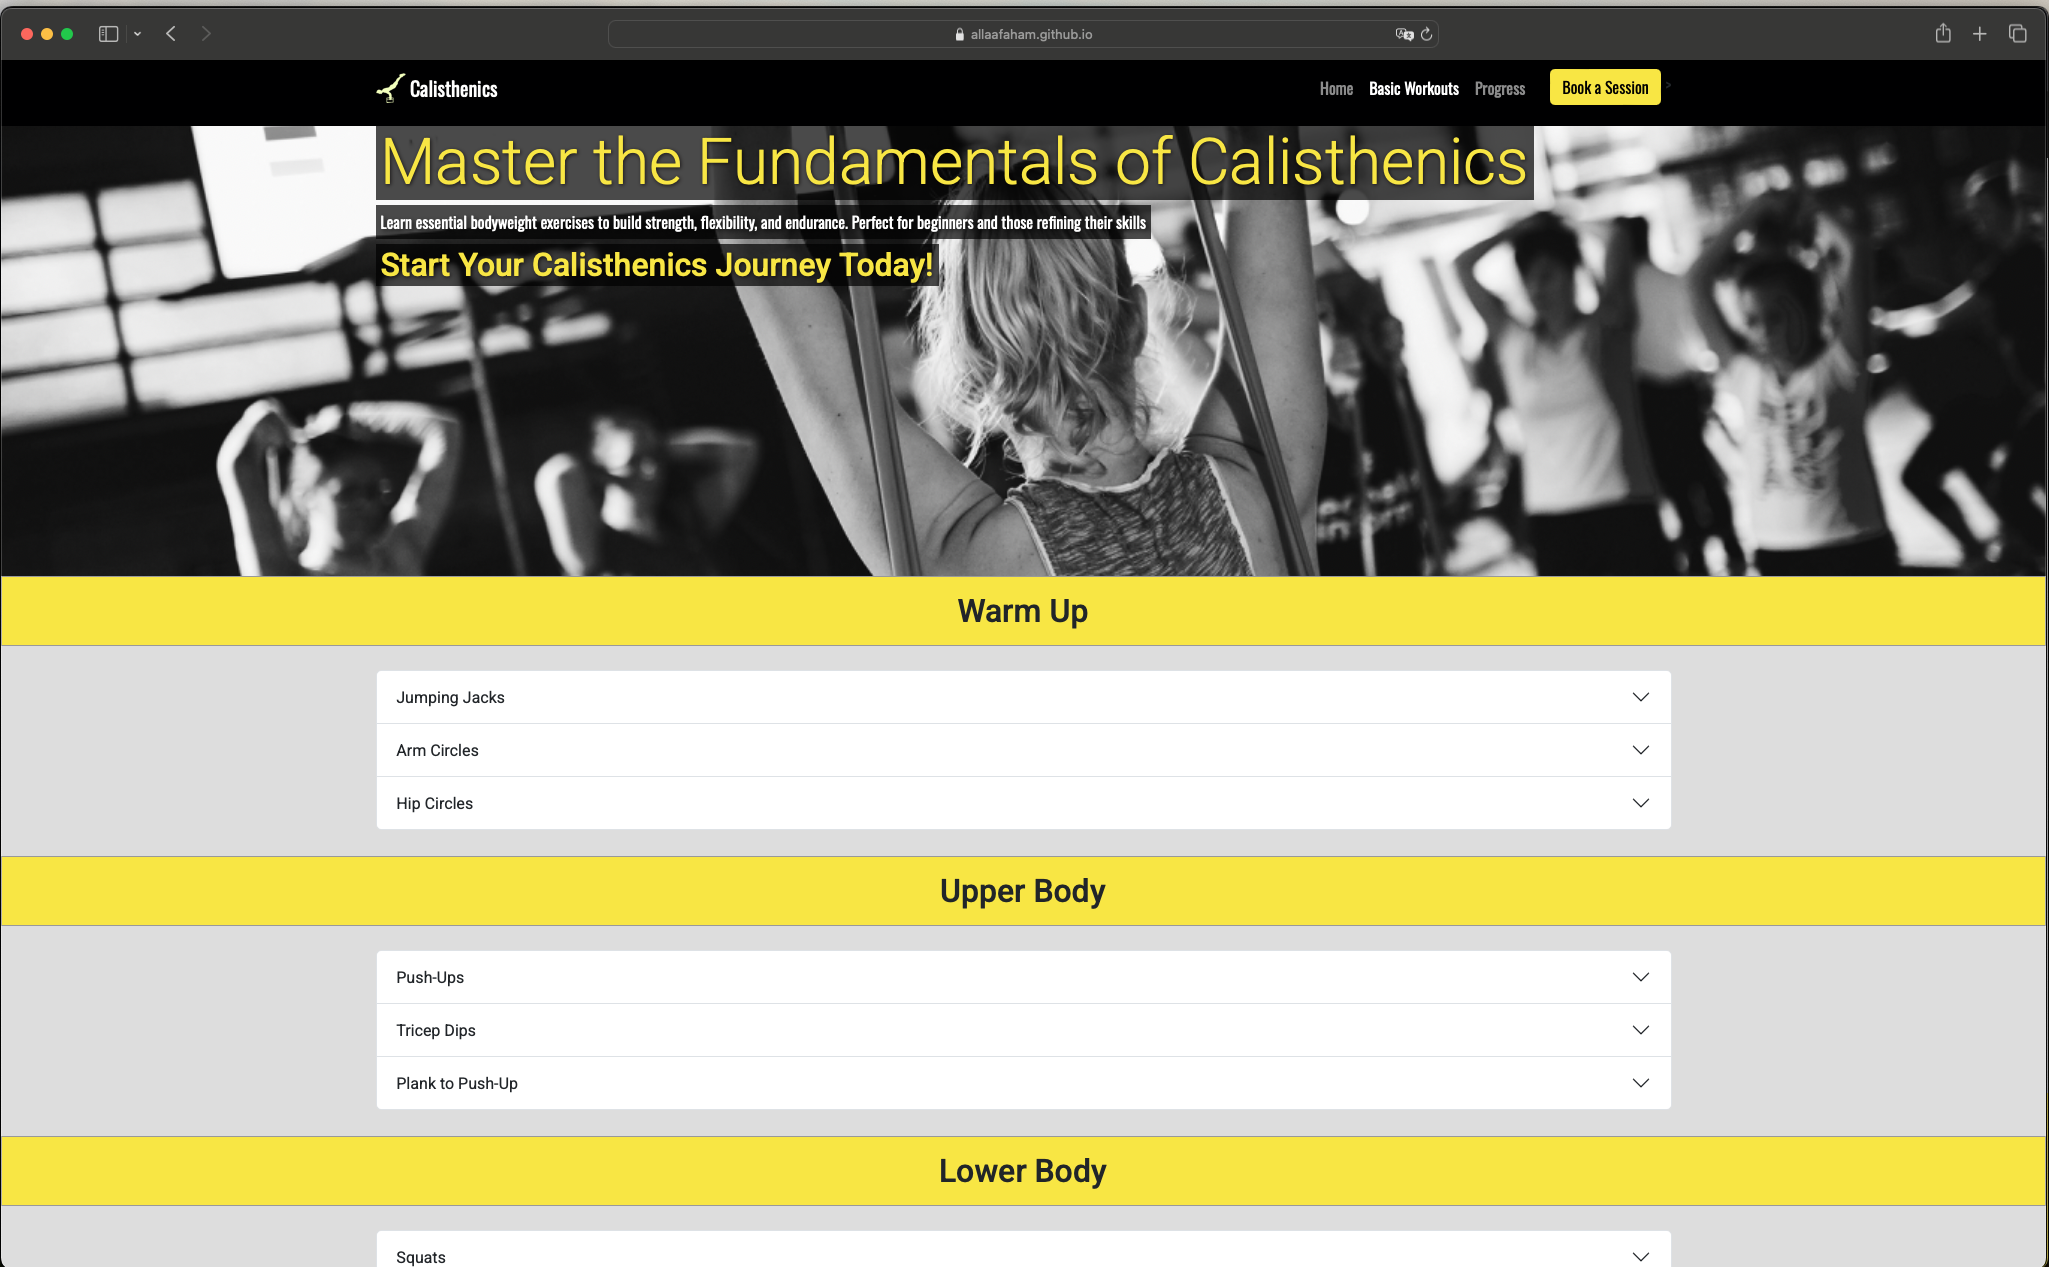 allaafaham.github.io
Calisthenics
Home Basic Workouts Progress Book a Session >
Master the Fundamentals of Calisthenics
Learn essential bodyweight exercises to build strength, flexibility, and endurance. Perfect for beginners and those refining their skills
Start Your Calisthenics Journey Today!
Warm Up
Jumping Jacks
Arm Circles
Hip Circles
Upper Body
Push-Ups
Tricep Dips
Plank to Push-Up
Lower Body
Squats